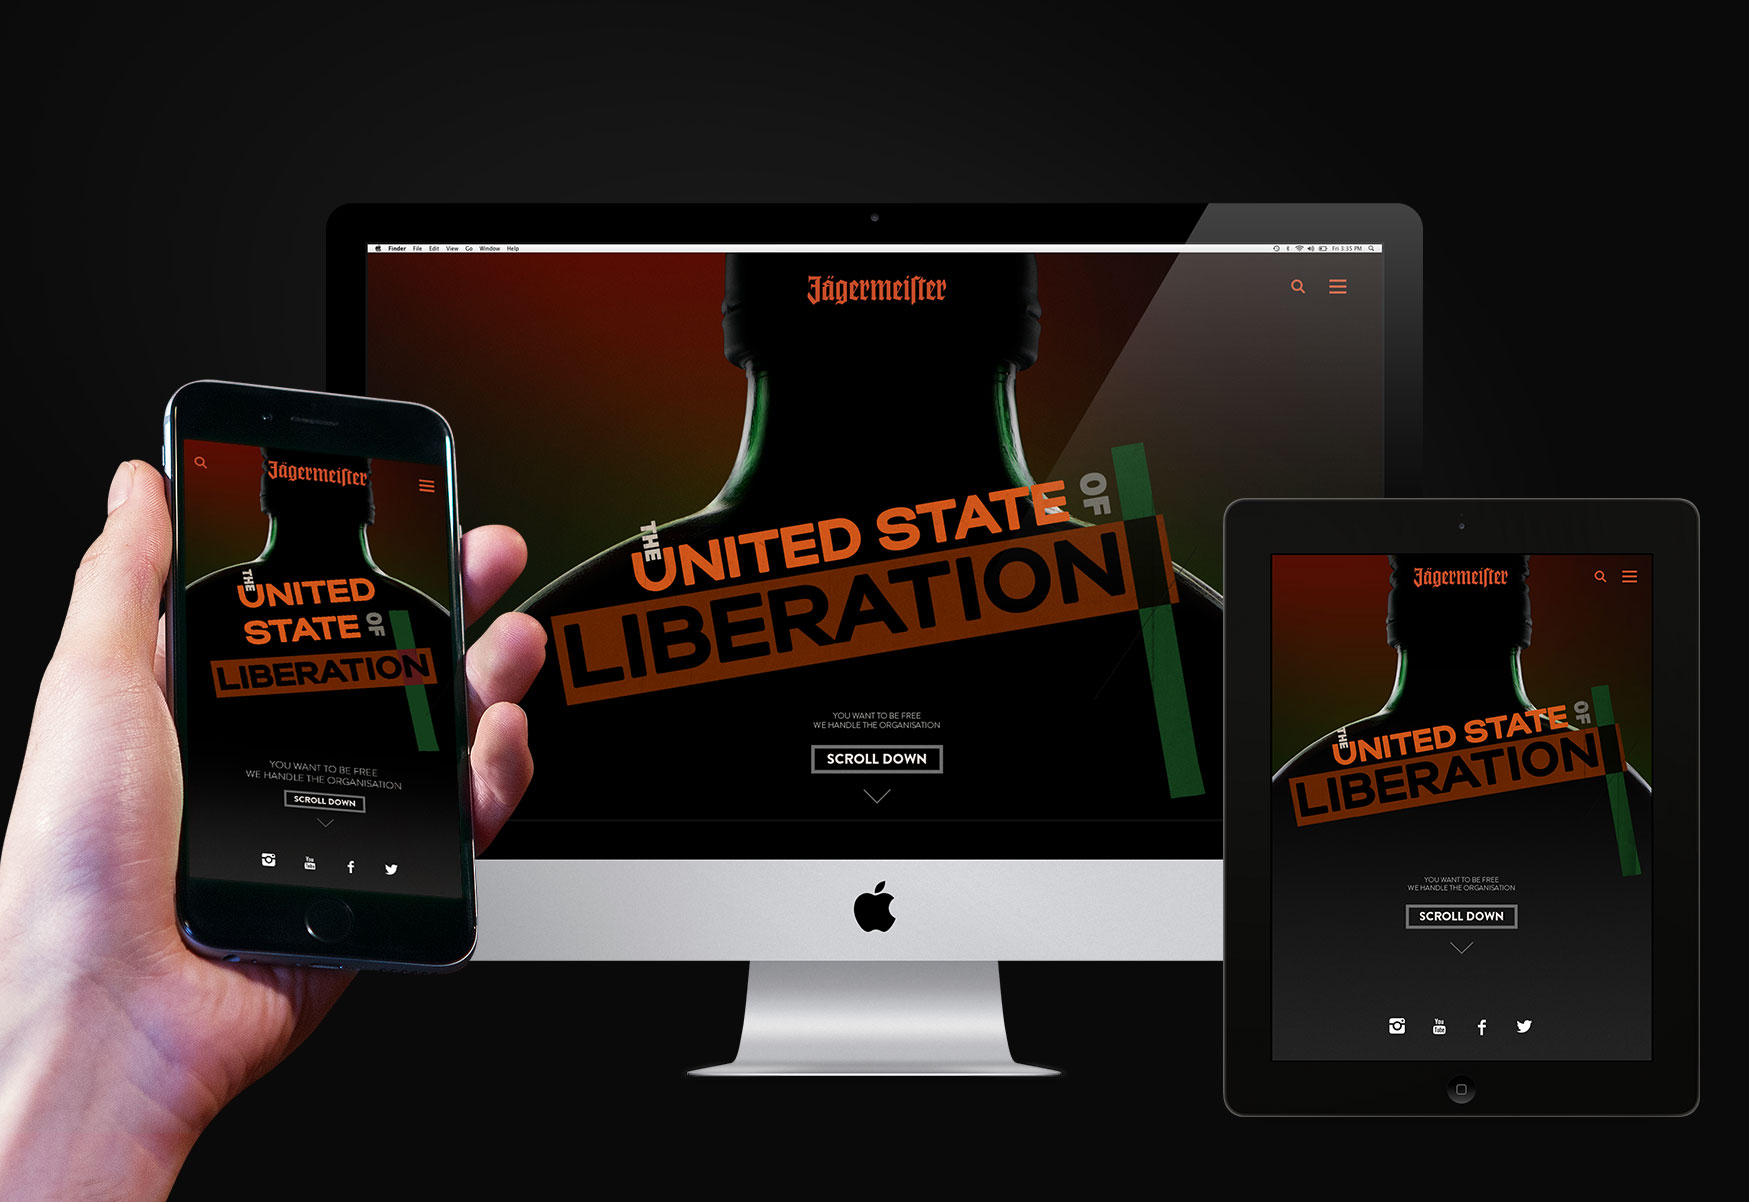 Finder File Edit View Go Window Help
Fri 3:35 PM
Jägermeiſter
THE
UNITED STATE OF
LIBERATION
YOU WANT TO BE FREE
WE HANDLE THE ORGANISATION
SCROLL DOWN
Jägermeiſter
THE
UNITED
STATE OF
LIBERATION
YOU WANT TO BE FREE
WE HANDLE THE ORGANISATION
SCROLL DOWN
You
Tube
Jägermeiſter
THE
UNITED STATE OF
LIBERATION
YOU WANT TO BE FREE
WE HANDLE THE ORGANISATION
SCROLL DOWN
You
Tube